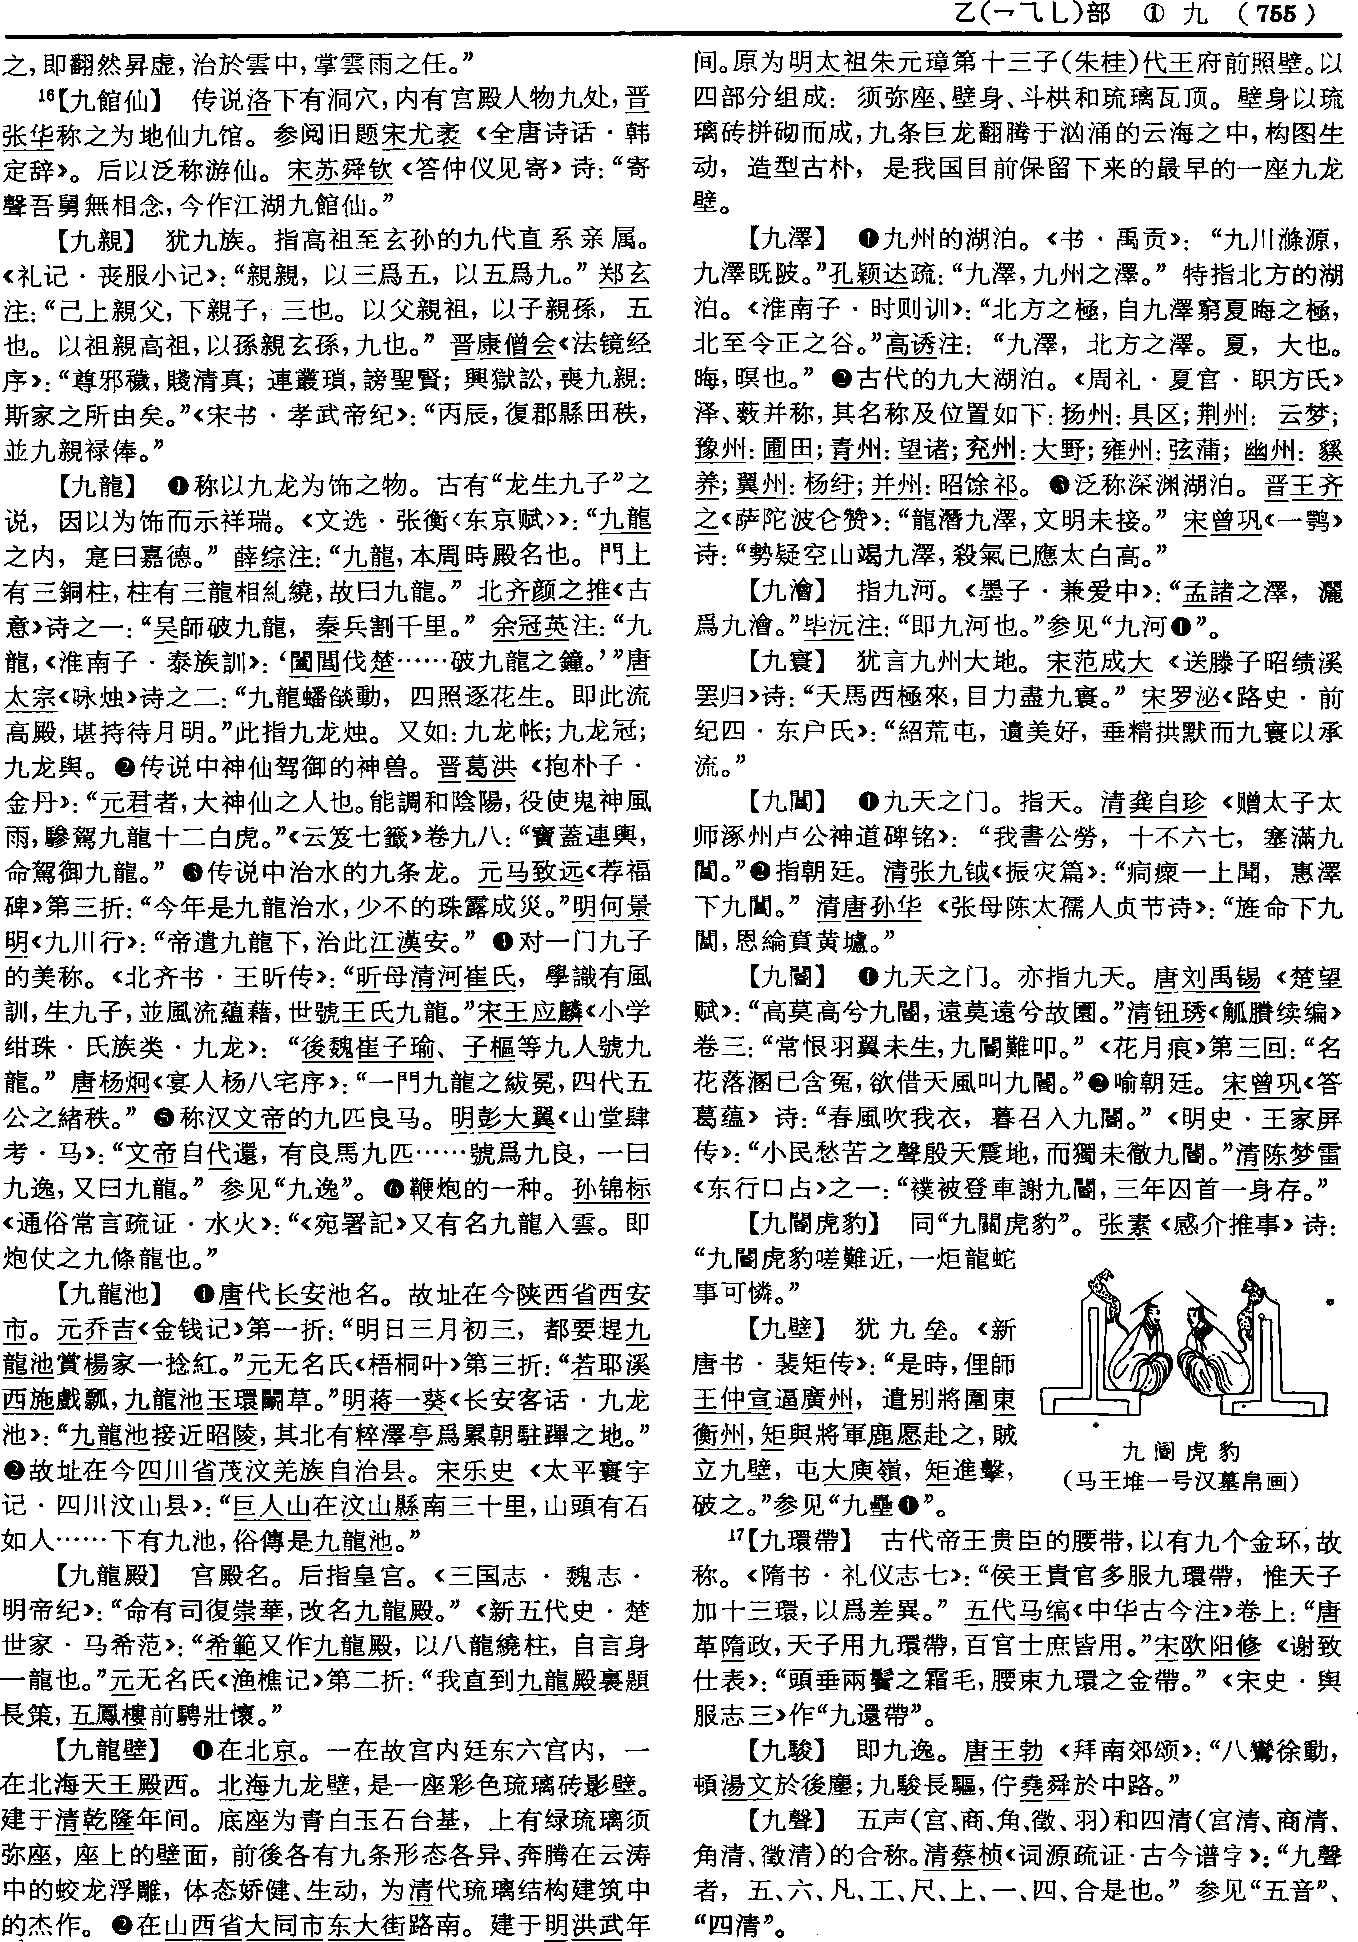 乙(乛⺄乚)部 ① 九 (755)
之,即翻然昇虚,治於雲中,掌雲雨之任。”
¹⁶【九館仙】 传说洛下有洞穴,内有宫殿人物九处,晋
张华称之为地仙九馆。参阅旧题宋尤袤《全唐诗话·韩
定辞》。后以泛称游仙。宋苏舜钦《答仲仪见寄》诗:“寄
聲吾舅無相念,今作江湖九館仙。”
【九親】 犹九族。指高祖至玄孙的九代直系亲属。
《礼记·丧服小记》:“親親,以三爲五,以五爲九。”郑玄
注:“己上親父,下親子,三也。以父親祖,以子親孫,五
也。以祖親高祖,以孫親玄孫,九也。”晋康僧会《法镜经
序》:“尊邪穢,賤清真;連叢瑣,謗聖賢;興獄訟,喪九親:
斯家之所由矣。”《宋书·孝武帝纪》:“丙辰,復郡縣田秩,
並九親禄俸。”
【九龍】 ❶称以九龙为饰之物。古有“龙生九子”之
说,因以为饰而示祥瑞。《文选·张衡〈东京赋〉》:“九龍
之内,寔曰嘉德。”薛综注:“九龍,本周時殿名也。門上
有三銅柱,柱有三龍相糺繞,故曰九龍。”北齐颜之推《古
意》诗之一:“吴師破九龍,秦兵割千里。”余冠英注:“九
龍,《淮南子·泰族訓》:‘闔閭伐楚……破九龍之鐘。’”唐
太宗《咏烛》诗之二:“九龍蟠燄動,四照逐花生。即此流
高殿,堪持待月明。”此指九龙烛。又如:九龙帐;九龙冠;
九龙舆。❷传说中神仙驾御的神兽。晋葛洪《抱朴子·
金丹》:“元君者,大神仙之人也。能調和陰陽,役使鬼神風
雨,驂駕九龍十二白虎。”《云笈七籤》卷九八:“寶蓋連輿,
命駕御九龍。”❸传说中治水的九条龙。元马致远《荐福
碑》第三折:“今年是九龍治水,少不的珠露成災。”明何景
明《九川行》:“帝遣九龍下,治此江漢安。”❹对一门九子
的美称。《北齐书·王昕传》:“昕母清河崔氏,學識有風
訓,生九子,並風流蘊藉,世號王氏九龍。”宋王应麟《小学
绀珠·氏族类·九龙》:“後魏崔子瑜、子樞等九人號九
龍。”唐杨炯《宴人杨八宅序》:“一門九龍之紱冕,四代五
公之緒秩。”❺称汉文帝的九匹良马。明彭大翼《山堂肆
考·马》:“文帝自代還,有良馬九匹……號爲九良,一曰
九逸,又曰九龍。”参见“九逸”。❻鞭炮的一种。孙锦标
《通俗常言疏证·水火》:“《宛署記》又有名九龍入雲。即
炮仗之九條龍也。”
【九龍池】 ❶唐代长安池名。故址在今陕西省西安
市。元乔吉《金钱记》第一折:“明日三月初三,都要趕九
龍池賞楊家一捻紅。”元无名氏《梧桐叶》第三折:“若耶溪
西施戲瓢,九龍池玉環鬬草。”明蒋一葵《长安客话·九龙
池》:“九龍池接近昭陵,其北有粹澤亭爲累朝駐蹕之地。”
❷故址在今四川省茂汶羌族自治县。宋乐史《太平寰宇
记·四川汶山县》:“巨人山在汶山縣南三十里,山頭有石
如人……下有九池,俗傳是九龍池。”
【九龍殿】 宫殿名。后指皇宫。《三国志·魏志·
明帝纪》:“命有司復崇華,改名九龍殿。”《新五代史·楚
世家·马希范》:“希範又作九龍殿,以八龍繞柱,自言身
一龍也。”元无名氏《渔樵记》第二折:“我直到九龍殿裏題
長策,五鳳樓前騁壯懷。”
【九龍壁】 ❶在北京。一在故宫内廷东六宫内,一
在北海天王殿西。北海九龙壁,是一座彩色琉璃砖影壁。
建于清乾隆年间。底座为青白玉石台基,上有绿琉璃须
弥座,座上的壁面,前後各有九条形态各异、奔腾在云涛
中的蛟龙浮雕,体态娇健、生动,为清代琉璃结构建筑中
的杰作。❷在山西省大同市东大街路南。建于明洪武年
间。原为明太祖朱元璋第十三子(朱桂)代王府前照壁。以
四部分组成: 须弥座、壁身、斗栱和琉璃瓦顶。壁身以琉
璃砖拼砌而成,九条巨龙翻腾于汹涌的云海之中,构图生
动,造型古朴,是我国目前保留下来的最早的一座九龙
壁。
【九澤】 ❶九州的湖泊。《书·禹贡》:“九川滌源,
九澤既陂。”孔颖达疏:“九澤,九州之澤。”特指北方的湖
泊。《淮南子·时则训》:“北方之極,自九澤窮夏晦之極,
北至令正之谷。”高诱注:“九澤,北方之澤。夏,大也。
晦,暝也。”❷古代的九大湖泊。《周礼·夏官·职方氏》
泽、薮并称,其名称及位置如下:扬州:具区;荆州:云梦;
豫州:圃田;青州:望诸;兖州:大野;雍州:弦蒲;幽州:貕
养;冀州:杨纡;并州:昭馀祁。❸泛称深渊湖泊。晋王齐
之《萨陀波仑赞》:“龍潛九澤,文明未接。”宋曾巩《一鹗》
诗:“勢疑空山竭九澤,殺氣已應太白高。”
【九澮】 指九河。《墨子·兼爱中》:“孟諸之澤,灑
爲九澮。”毕沅注:“即九河也。”参见“九河❶”。
【九寰】 犹言九州大地。宋范成大《送滕子昭绩溪
罢归》诗:“天馬西極來,目力盡九寰。”宋罗泌《路史·前
纪四·东户氏》:“紹荒屯,遺美好,垂精拱默而九寰以承
流。”
【九閶】 ❶九天之门。指天。清龚自珍《赠太子太
师涿州卢公神道碑铭》:“我書公勞,十不六七,塞滿九
閶。”❷指朝廷。清张九钺《振灾篇》:“痌瘝一上聞,惠澤
下九閶。”清唐孙华《张母陈太孺人贞节诗》:“旌命下九
閶,恩綸賁黄壚。”
【九閽】 ❶九天之门。亦指九天。唐刘禹锡《楚望
赋》:“高莫高兮九閽,遠莫遠兮故園。”清钮琇《觚賸续编》
卷三:“常恨羽翼未生,九閽難叩。”《花月痕》第三回:“名
花落溷已含冤,欲借天風叫九閽。”❷喻朝廷。宋曾巩《答
葛蕴》诗:“春風吹我衣,暮召入九閽。”《明史·王家屏
传》:“小民愁苦之聲殷天震地,而獨未徹九閽。”清陈梦雷
《东行口占》之一:“襆被登車謝九閽,三年囚首一身存。”
【九閽虎豹】 同“九關虎豹”。张素《感介推事》诗:
“九閽虎豹嗟難近,一炬龍蛇
事可憐。”
【九壁】 犹九垒。《新
唐书·裴矩传》:“是時,俚師
王仲宣逼廣州,遣别將圍東
衡州,矩與將軍鹿愿赴之,賊
立九壁,屯大庾嶺,矩進擊,
破之。”参见“九壘❶”。
九閽虎豹
(马王堆一号汉墓帛画)
¹⁷【九環帶】 古代帝王贵臣的腰带,以有九个金环,故
称。《隋书·礼仪志七》:“侯王貴官多服九環帶,惟天子
加十三環,以爲差異。”五代马缟《中华古今注》卷上:“唐
革隋政,天子用九環帶,百官士庶皆用。”宋欧阳修《谢致
仕表》:“頭垂兩鬢之霜毛,腰束九環之金帶。”《宋史·舆
服志三》作“九還帶”。
【九駿】 即九逸。唐王勃《拜南郊颂》:“八鸞徐動,
頓湯文於後塵;九駿長驅,佇堯舜於中路。”
【九聲】 五声(宫、商、角、徵、羽)和四清(宫清、商清、
角清、徵清)的合称。清蔡桢《词源疏证·古今谱字》:“九聲
者,五、六、凡、工、尺、上、一、四、合是也。”参见“五音”、
“四清”。